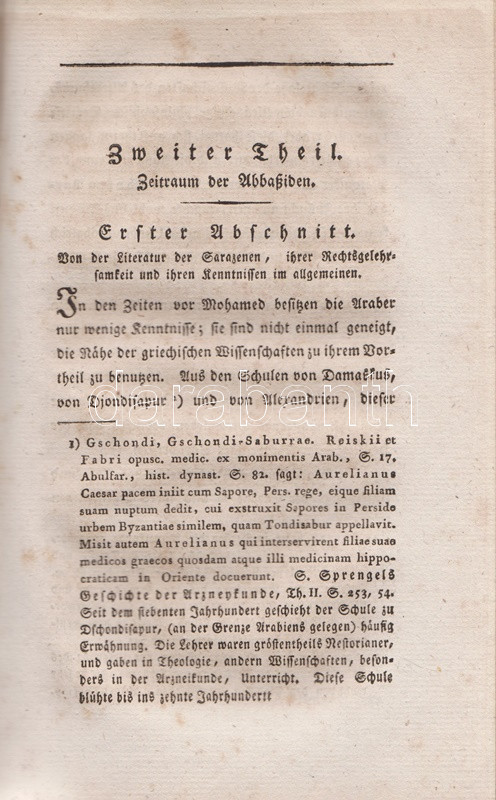 Zweiter Theil.
Zeitraum der Abbaßiden.
Erster Abschnitt.
Von der Literatur der Sarazenen, ihrer Rechtsgelehr-
samkeit und ihren Kenntnissen im allgemeinen.
In den Zeiten vor Mohamed besitzen die Araber
nur wenige Kenntnisse; sie sind nicht einmal geneigt,
die Nähe der griechischen Wissenschaften zu ihrem Vor-
theil zu benutzen. Aus den Schulen von Damaskus,
von Djondisapur ¹) und von Alexandrien, dieser
1) Gschondi, Gschondi-Saburrae. Reiskii et
Fabri opusc. medic. ex monimentis Arab., S. 17.
Abulfar., hist. dynast. S. 82. sagt: Aurelianus
Caesar pacem iniit cum Sapore, Pers. rege, eique filiam
suam nuptum dedit, cui exstruxit Sapores in Perside
urbem Byzantiae similem, quam Tondisabur appellavit.
Misit autem Aurelianus qui interservirent filiae suae
medicos graecos quosdam atque illi medicinam hippo-
craticam in Oriente docuerunt. S. Sprengels
Geschichte der Arzneykunde, Th. II. S. 253, 54.
Seit dem siebenten Jahrhundert geschieht der Schule zu
Dschondisapur, (an der Grenze Arabiens gelegen) häufig
Erwähnung. Die Lehrer waren gröstentheils Nestorianer,
und gaben in Theologie, andern Wissenschaften, beson-
ders in der Arzneikunde, Unterricht. Diese Schule
blühte bis ins zehnte Jahrhundertt
darabanth